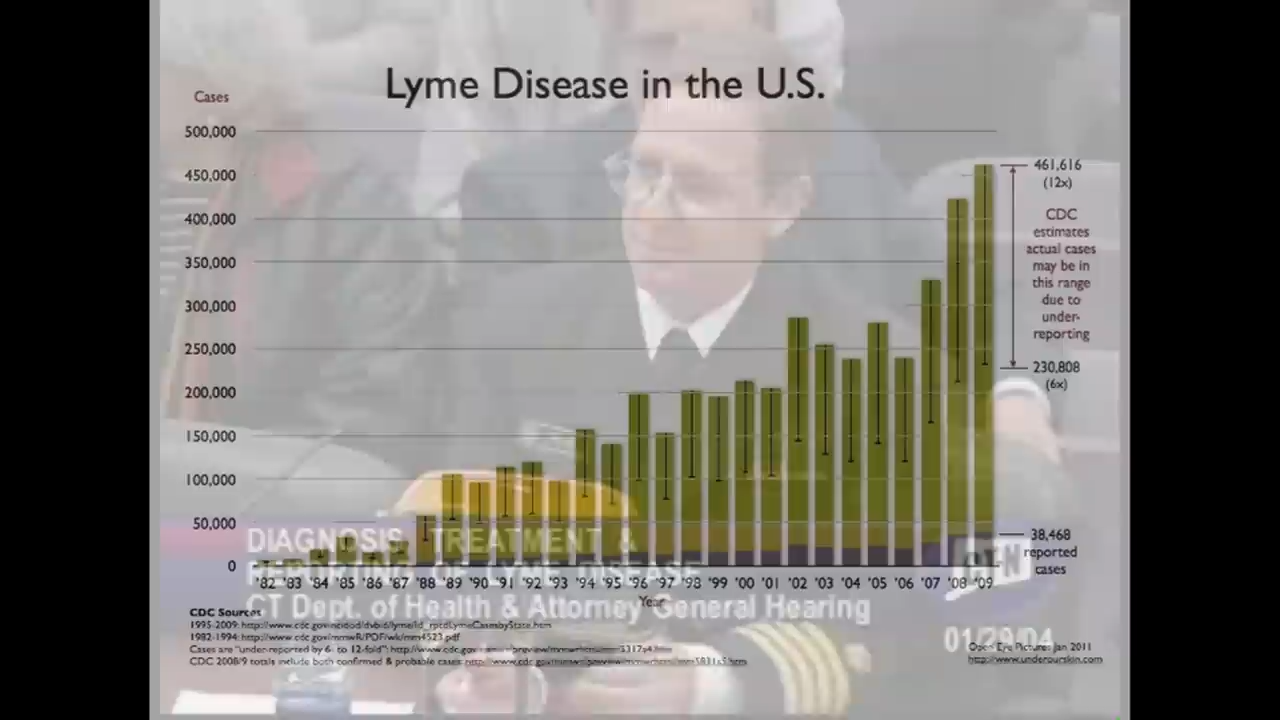 Lyme Disease in the U.S.
Cases
500,000
450,000
400,000
350,000
300,000
250,000
200,000
150,000
100,000
50,000
0
461,616
(12x)
CDC
estimates
actual cases
may be in
this range
due to
under-
reporting
230,808
(6x)
38,468
reported
cases
'82 '83 '84 '85 '86 '87 '88 '89 '90 '91 '92 '93 '94 '95 '96 '97 '98 '99 '00 '01 '02 '03 '04 '05 '06 '07 '08 '09
Year
DIAGNOSIS TREATMENT &
REPORTING OF LYME DISEASE
CT Dept. of Health & Attorney General Hearing
01/29/04
CDC Sources
1995-2009:
1982-1994:
Cases are "under-reported by 6- to 12-fold":
CDC 2008/9 totals include both confirmed & probable cases:
Open Eye Pictures Jan 2011
http://www.underourskin.com